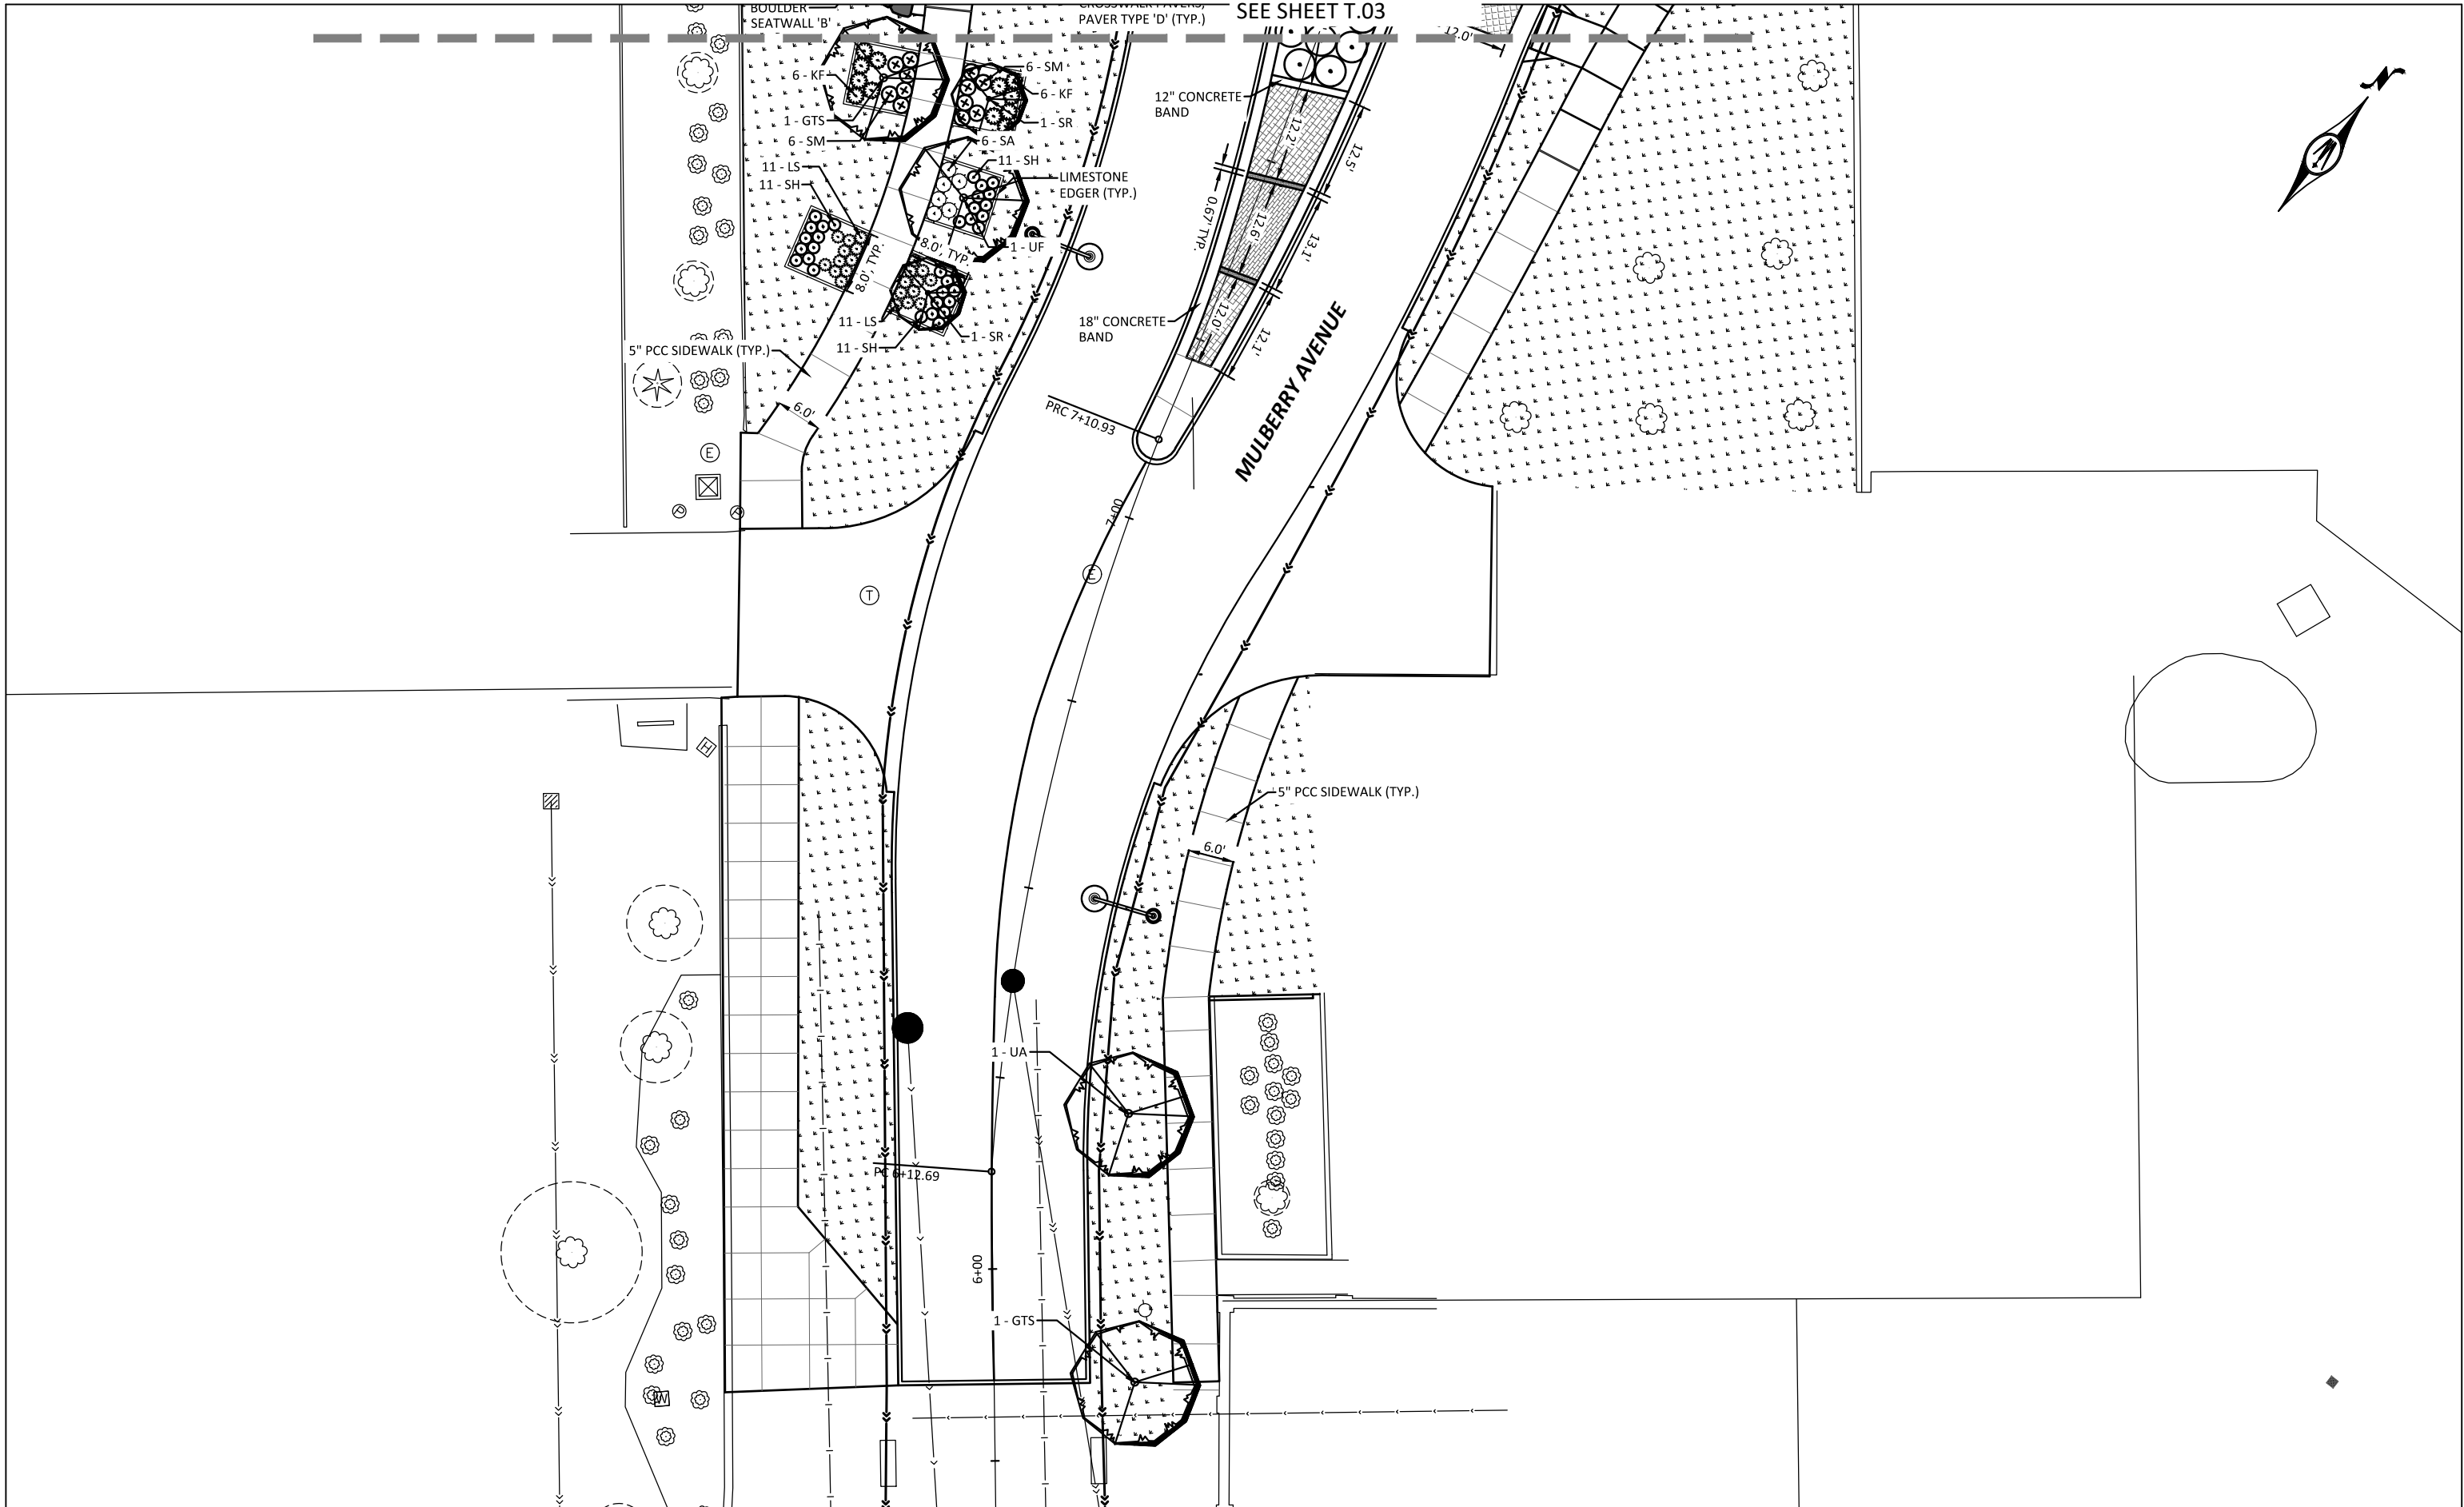 BOULDER
SEATWALL 'B'
PAVER TYPE 'D' (TYP.)
SEE SHEET T.03
12.0'
6 - KF
1 - GTS
6 - SM
11 - LS
11 - SH
6 - SM
6 - KF
1 - SR
6 - SA
11 - SH
LIMESTONE
EDGER (TYP.)
1 - UF
8.0', TYP.
8.0', TYP.
11 - LS
11 - SH
1 - SR
5" PCC SIDEWALK (TYP.)
6.0'
12" CONCRETE
BAND
12.2'
12.5'
0.67' TYP.
12.6'
13.1'
12.0'
12.1'
18" CONCRETE
BAND
MULBERRY AVENUE
PRC 7+10.93
7+00
N
E
P
P
T
E
H
5" PCC SIDEWALK (TYP.)
6.0'
1 - UA
PC 6+12.69
6+00
1 - GTS
W